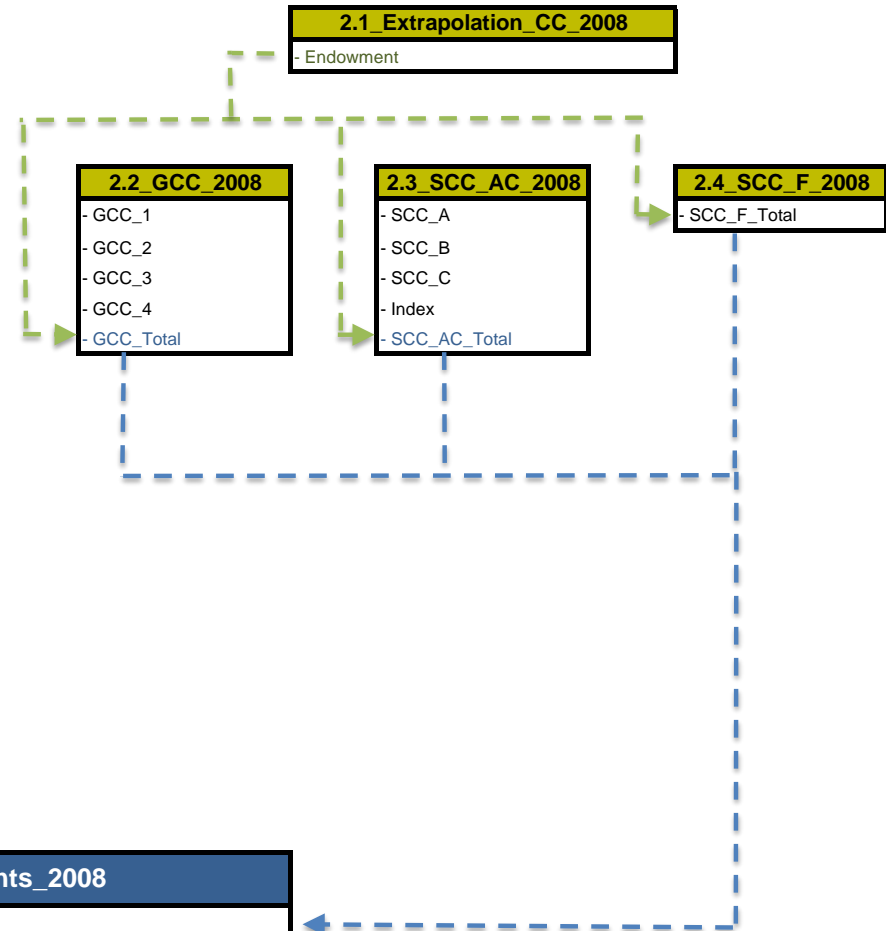 2.1_Extrapolation_CC_2008
- Endowment
2.2_GCC_2008
- GCC_1
- GCC_2
- GCC_3
- GCC_4
- GCC_Total
2.3_SCC_AC_2008
- SCC_A
- SCC_B
- SCC_C
- Index
- SCC_AC_Total
2.4_SCC_F_2008
- SCC_F_Total
nts_2008